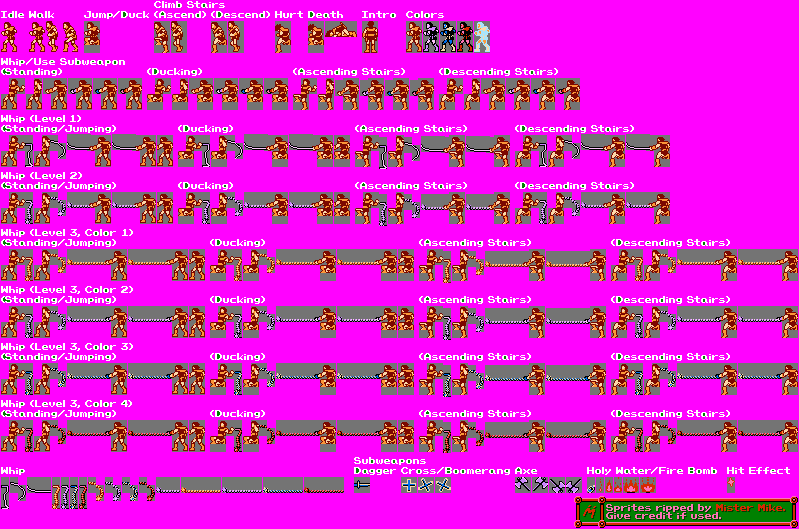 Climb Stairs
Idle Walk Jump/Duck (Ascend) (Descend) Hurt Death Intro Colors
Whip/Use Subweapon
(Standing) (Ducking) (Ascending Stairs) (Descending Stairs)
Whip (Level 1)
(Standing/Jumping) (Ducking) (Ascending Stairs) (Descending Stairs)
Whip (Level 2)
(Standing/Jumping) (Ducking) (Ascending Stairs) (Descending Stairs)
Whip (Level 3, Color 1)
(Standing/Jumping) (Ducking) (Ascending Stairs) (Descending Stairs)
Whip (Level 3, Color 2)
(Standing/Jumping) (Ducking) (Ascending Stairs) (Descending Stairs)
Whip (Level 3, Color 3)
(Standing/Jumping) (Ducking) (Ascending Stairs) (Descending Stairs)
Whip (Level 3, Color 4)
(Standing/Jumping) (Ducking) (Ascending Stairs) (Descending Stairs)
Subweapons
Whip Dagger Cross/Boomerang Axe Holy Water/Fire Bomb Hit Effect
Sprites ripped by Mister Mike.
Give credit if used.